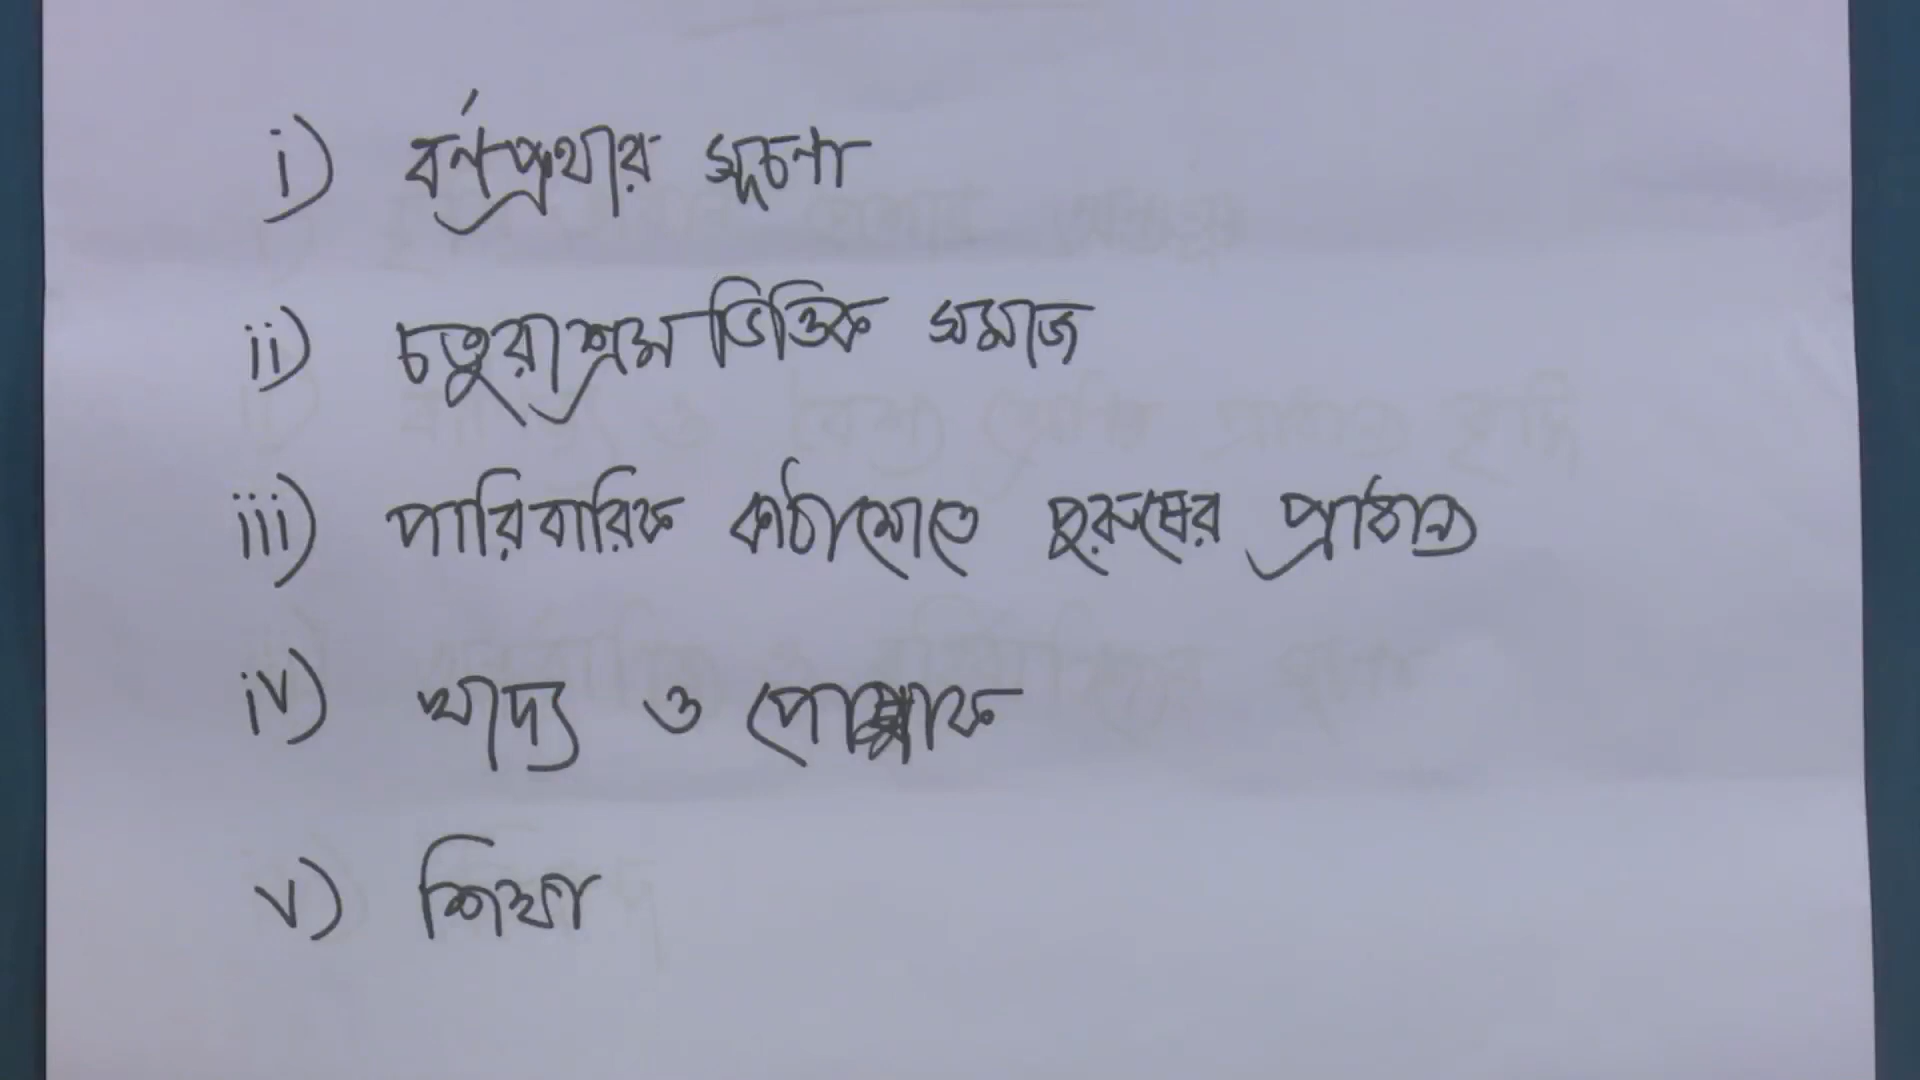 i) বর্ণপ্রথার সূচনা
ii) চতুরাশ্রম ভিত্তিক সমাজ
iii) পারিবারিক কাঠামোতে পুরুষের প্রাধান্য
iv) খাদ্য ও পোষাক
v) শিক্ষা